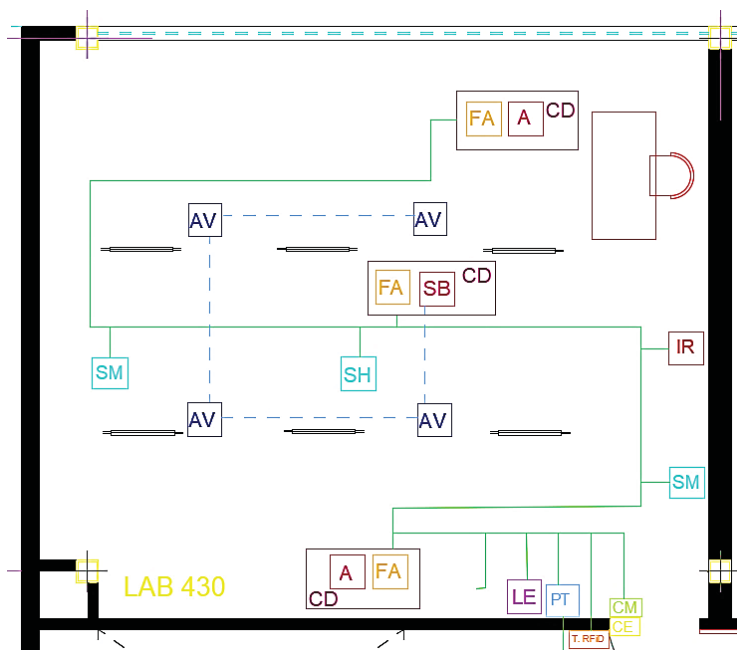 FA A CD
AV AV
FA SB CD
SM SH IR
AV AV
SM
LAB 430
A FA
CD
LE PT CM
CE
T. RFID